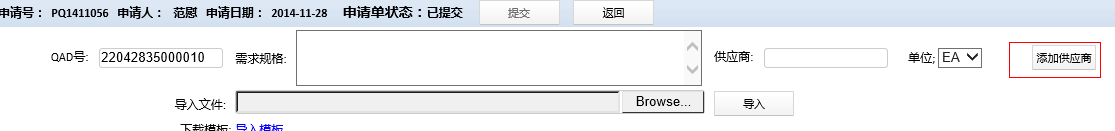 申请号： PQ1411056 申请人： 范恩 申请日期： 2014-11-28 申请单状态：已提交 提交 返回
QAD号: 22042835000010 需求规格: 供应商: 单位; EA 添加供应商
导入文件: Browse... 导入
下载模板: 导入模板